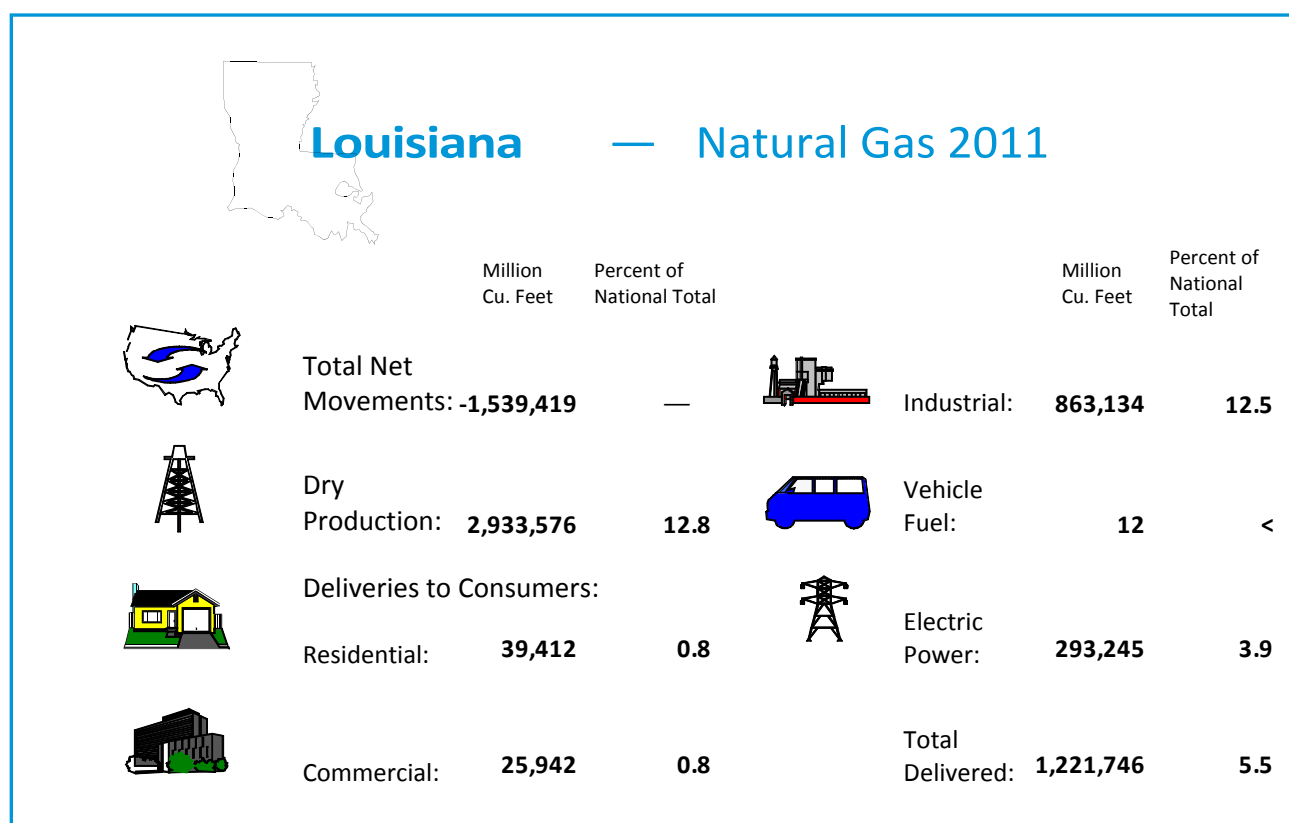 Louisiana — Natural Gas 2011
Million
Cu. Feet
Percent of
National Total
Million
Cu. Feet
Percent of
National
Total
Total Net
Movements: -1,539,419 —
Industrial: 863,134 12.5
Dry
Production: 2,933,576 12.8
Vehicle
Fuel: 12 <
Deliveries to Consumers:
Residential: 39,412 0.8
Electric
Power: 293,245 3.9
Commercial: 25,942 0.8
Total
Delivered: 1,221,746 5.5